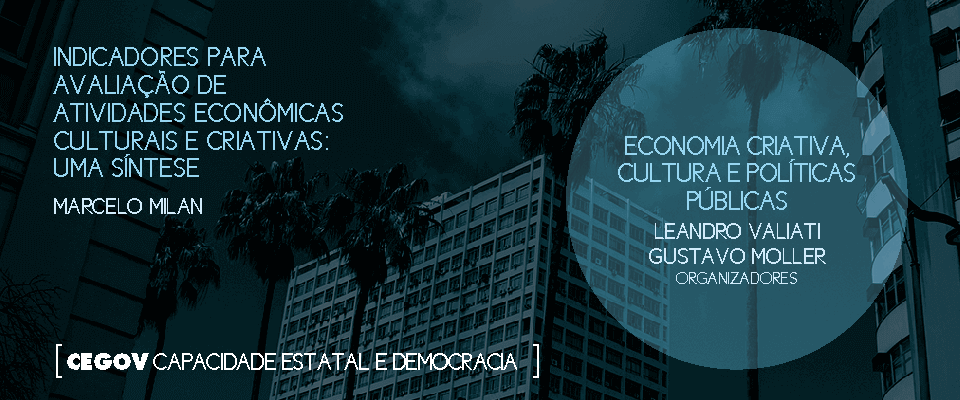 INDICADORES PARA
AVALIAÇÃO DE
ATIVIDADES ECONÔMICAS
CULTURAIS E CRIATIVAS:
UMA SÍNTESE
MARCELO MILAN
ECONOMIA CRIATIVA,
CULTURA E POLÍTICAS
PÚBLICAS
LEANDRO VALIATI
GUSTAVO MOLLER
ORGANIZADORES
[CEGOV CAPACIDADE ESTATAL E DEMOCRACIA]